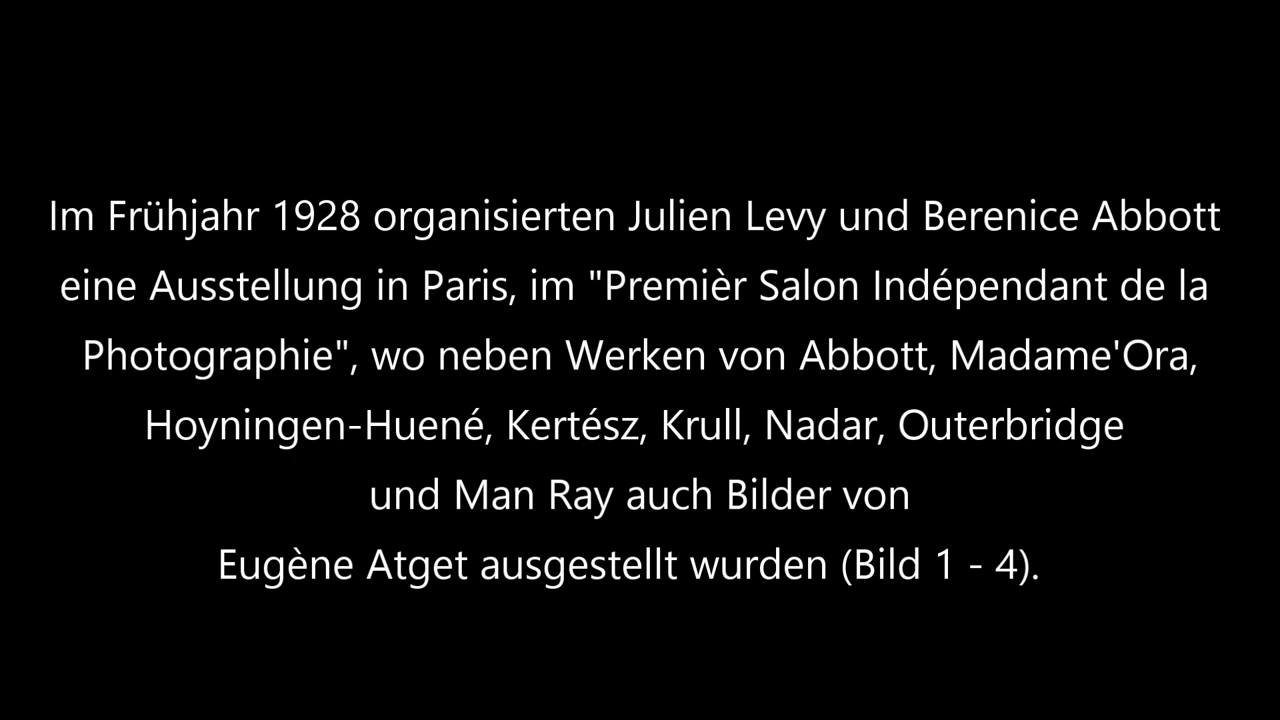 Im Frühjahr 1928 organisierten Julien Levy und Berenice Abbott
eine Ausstellung in Paris, im "Premièr Salon Indépendant de la
Photographie", wo neben Werken von Abbott, Madame'Ora,
Hoyningen-Huené, Kertész, Krull, Nadar, Outerbridge
und Man Ray auch Bilder von
Eugène Atget ausgestellt wurden (Bild 1 - 4).